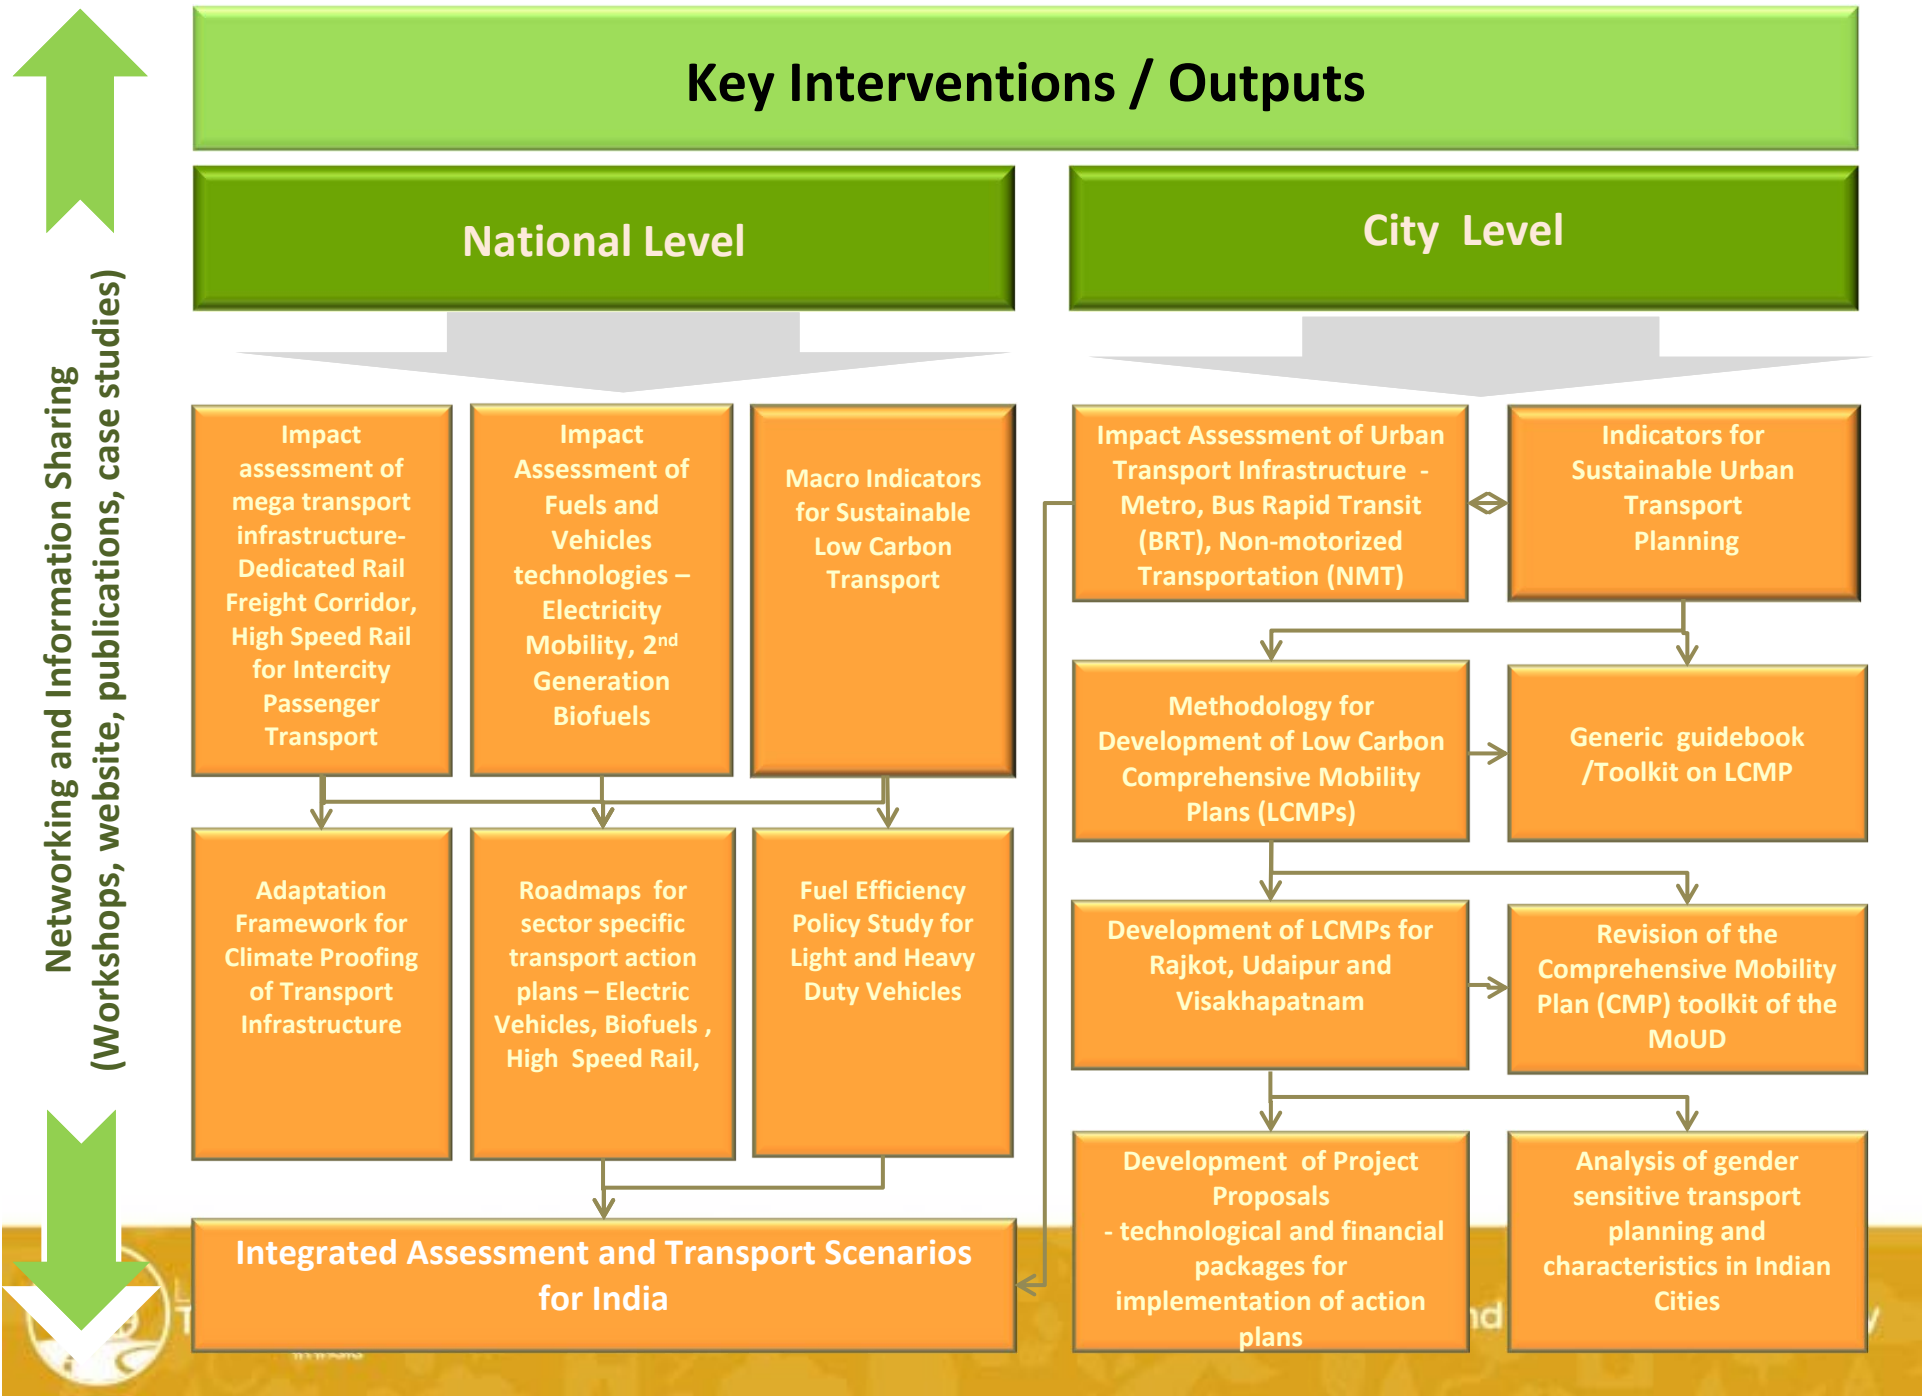 Key Interventions / Outputs
National Level
City Level
Networking and Information Sharing
(Workshops, website, publications, case studies)
Impact
assessment of
mega transport
infrastructure-
Dedicated Rail
Freight Corridor,
High Speed Rail
for Intercity
Passenger
Transport
Impact
Assessment of
Fuels and
Vehicles
technologies –
Electricity
Mobility, 2nd
Generation
Biofuels
Macro Indicators
for Sustainable
Low Carbon
Transport
Adaptation
Framework for
Climate Proofing
of Transport
Infrastructure
Roadmaps for
sector specific
transport action
plans – Electric
Vehicles, Biofuels ,
High Speed Rail,
Fuel Efficiency
Policy Study for
Light and Heavy
Duty Vehicles
Integrated Assessment and Transport Scenarios
for India
Impact Assessment of Urban
Transport Infrastructure -
Metro, Bus Rapid Transit
(BRT), Non-motorized
Transportation (NMT)
Indicators for
Sustainable Urban
Transport
Planning
Methodology for
Development of Low Carbon
Comprehensive Mobility
Plans (LCMPs)
Generic guidebook
/Toolkit on LCMP
Development of LCMPs for
Rajkot, Udaipur and
Visakhapatnam
Revision of the
Comprehensive Mobility
Plan (CMP) toolkit of the
MoUD
Development of Project
Proposals
- technological and financial
packages for
implementation of action
plans
Analysis of gender
sensitive transport
planning and
characteristics in Indian
Cities